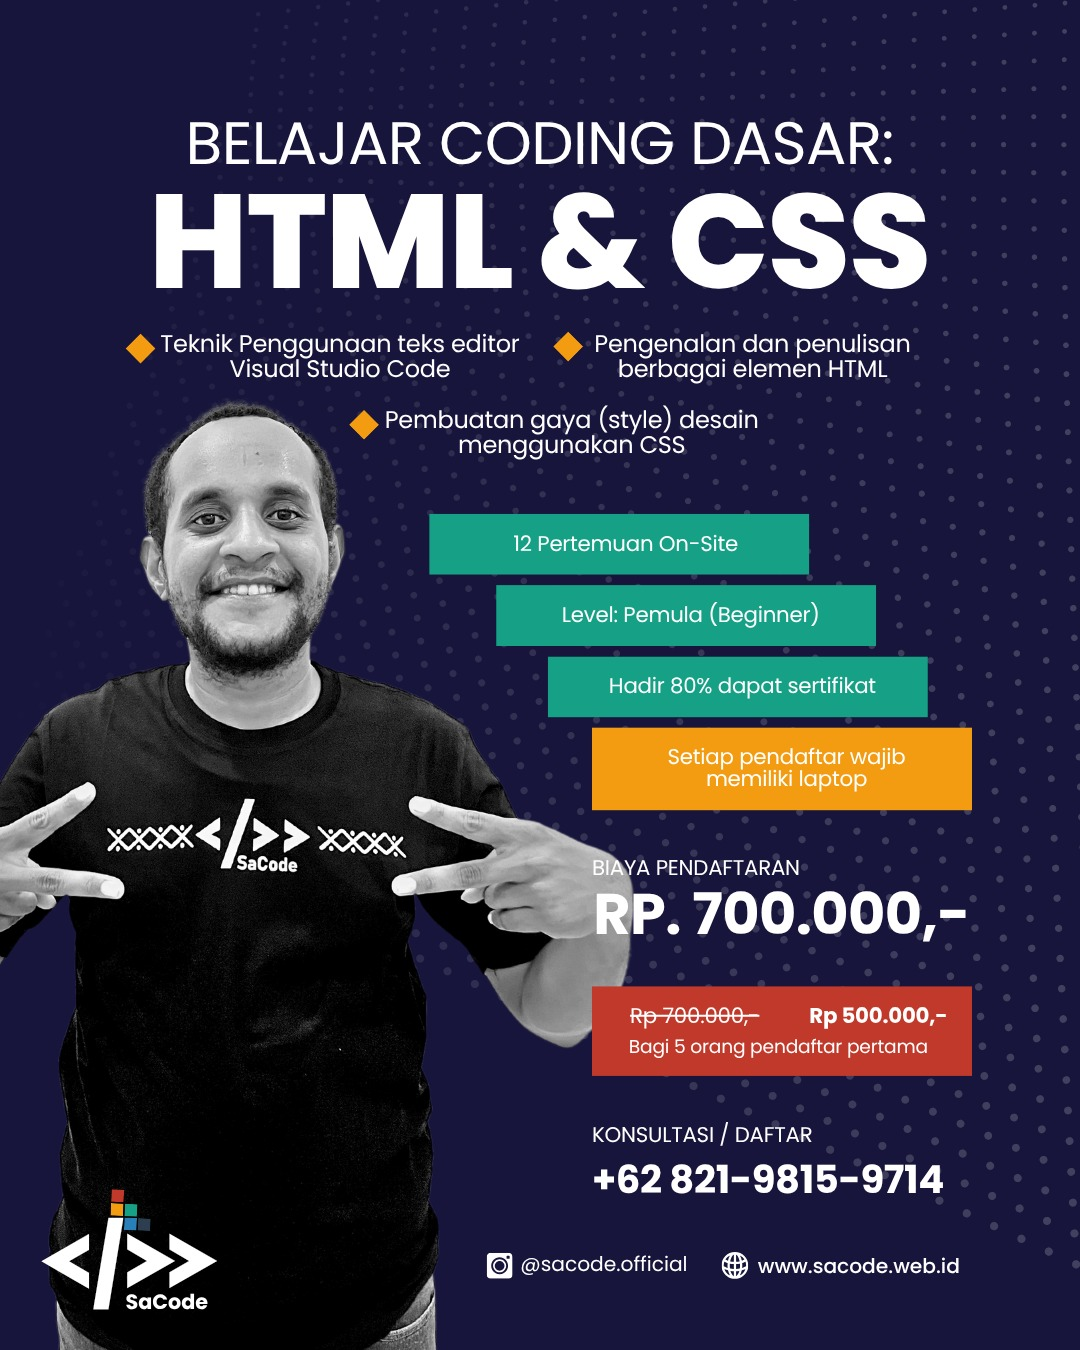 BELAJAR CODING DASAR:
HTML & CSS
Teknik Penggunaan teks editor
Visual Studio Code
Pengenalan dan penulisan
berbagai elemen HTML
Pembuatan gaya (style) desain
menggunakan CSS
12 Pertemuan On-Site
Level: Pemula (Beginner)
Hadir 80% dapat sertifikat
Setiap pendaftar wajib
memiliki laptop
</>>
SaCode
BIAYA PENDAFTARAN
RP. 700.000,-
Rp 700.000,- Rp 500.000,-
Bagi 5 orang pendaftar pertama
KONSULTASI / DAFTAR
+62 821-9815-9714
</>>
SaCode
@sacode.official
www.sacode.web.id